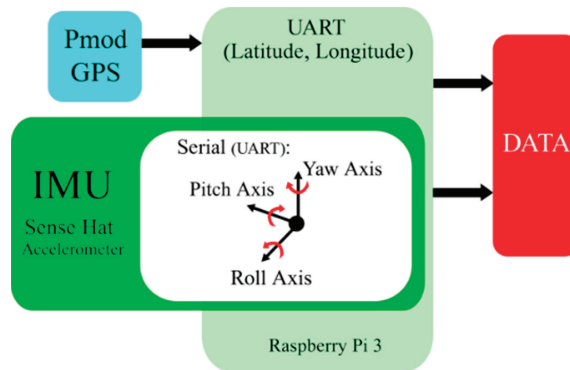 Pmod
GPS
UART
(Latitude, Longitude)
DATA
IMU
Sense Hat
Accelerometer
Serial (UART):
Yaw Axis
Pitch Axis
Roll Axis
Raspberry Pi 3